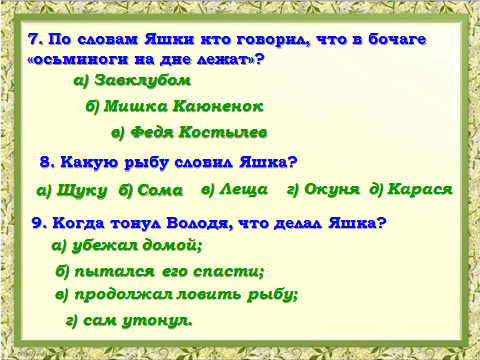 7. По словам Яшки кто говорил, что в бочаге
«осьминоги на дне лежат»?
а) Завклубом
б) Мишка Каюненок
в) Федя Костылев
8. Какую рыбу словил Яшка?
а) Щуку б) Сома в) Леща г) Окуня д) Карася
9. Когда тонул Володя, что делал Яшка?
а) убежал домой;
б) пытался его спасти;
в) продолжал ловить рыбу;
г) сам утонул.